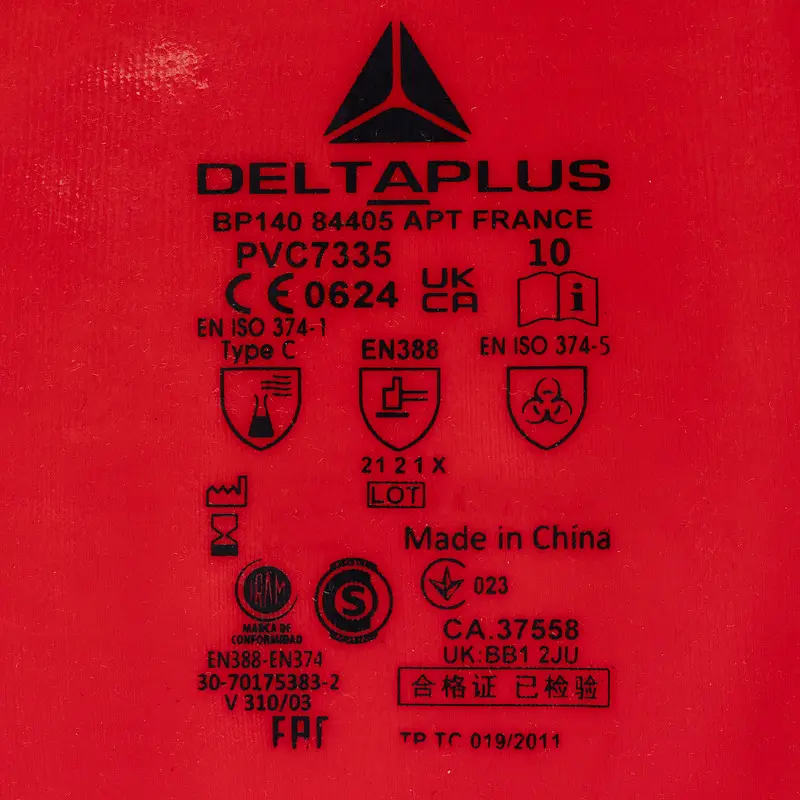 DELTAPLUS
BP140 84405 APT FRANCE
PVC7335 10
CE 0624 UKCA
i
EN ISO 374-1
Type C
EN388
EN ISO 374-5
2121X
LOT
Made in China
IRAM
MARCA DE
CONFORMIDAD
S
023
EN388-EN374
30-70175383-2
V 310/03
CA.37558
UK:BB1 2JU
合格证 已检验
EAC
TP TC 019/2011